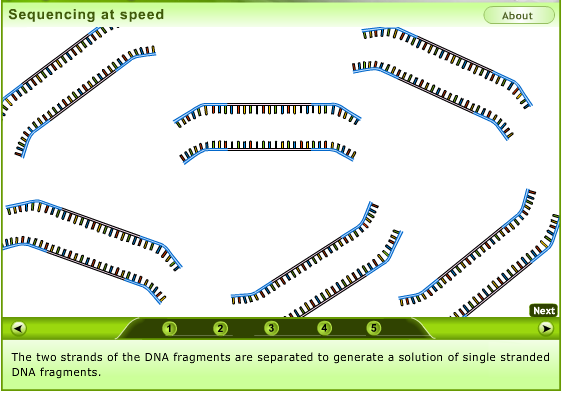 Sequencing at speed
About
Next
1 2 3 4 5
The two strands of the DNA fragments are separated to generate a solution of single stranded
DNA fragments.